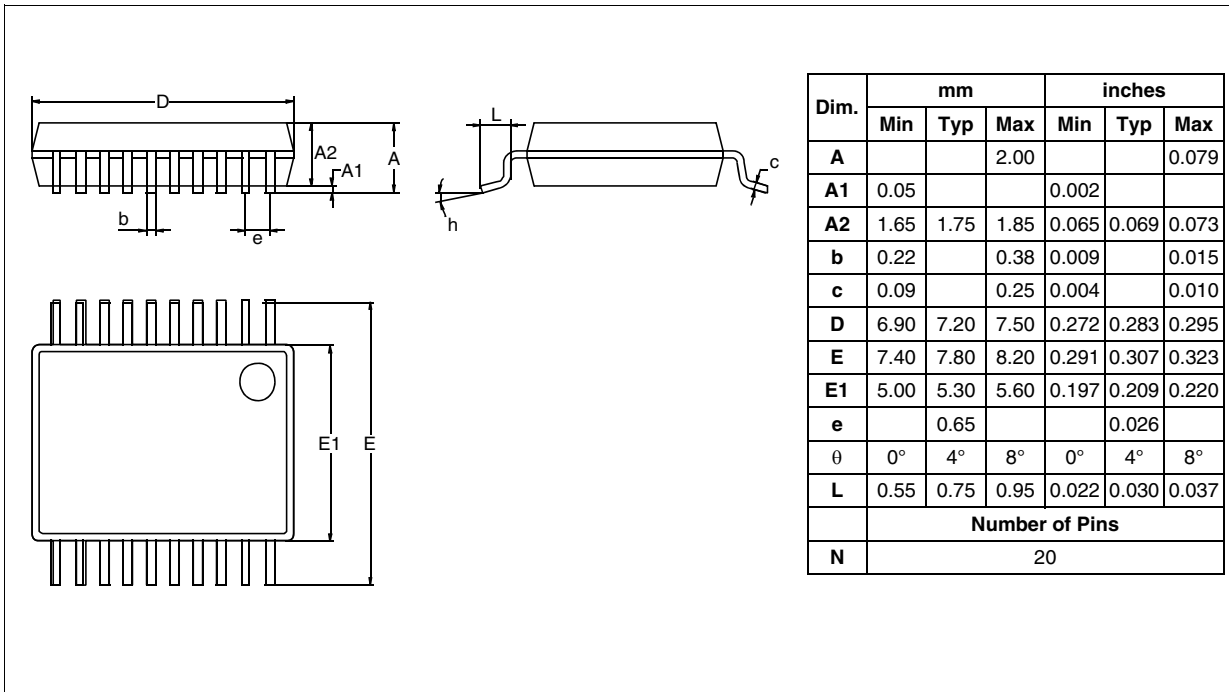 D
A2
A1
A
b
e
L
c
h
E1
E
Dim. mm inches
Min Typ Max Min Typ Max
A 2.00 0.079
A1 0.05 0.002
A2 1.65 1.75 1.85 0.065 0.069 0.073
b 0.22 0.38 0.009 0.015
c 0.09 0.25 0.004 0.010
D 6.90 7.20 7.50 0.272 0.283 0.295
E 7.40 7.80 8.20 0.291 0.307 0.323
E1 5.00 5.30 5.60 0.197 0.209 0.220
e 0.65 0.026
θ 0° 4° 8° 0° 4° 8°
L 0.55 0.75 0.95 0.022 0.030 0.037
Number of Pins
N 20